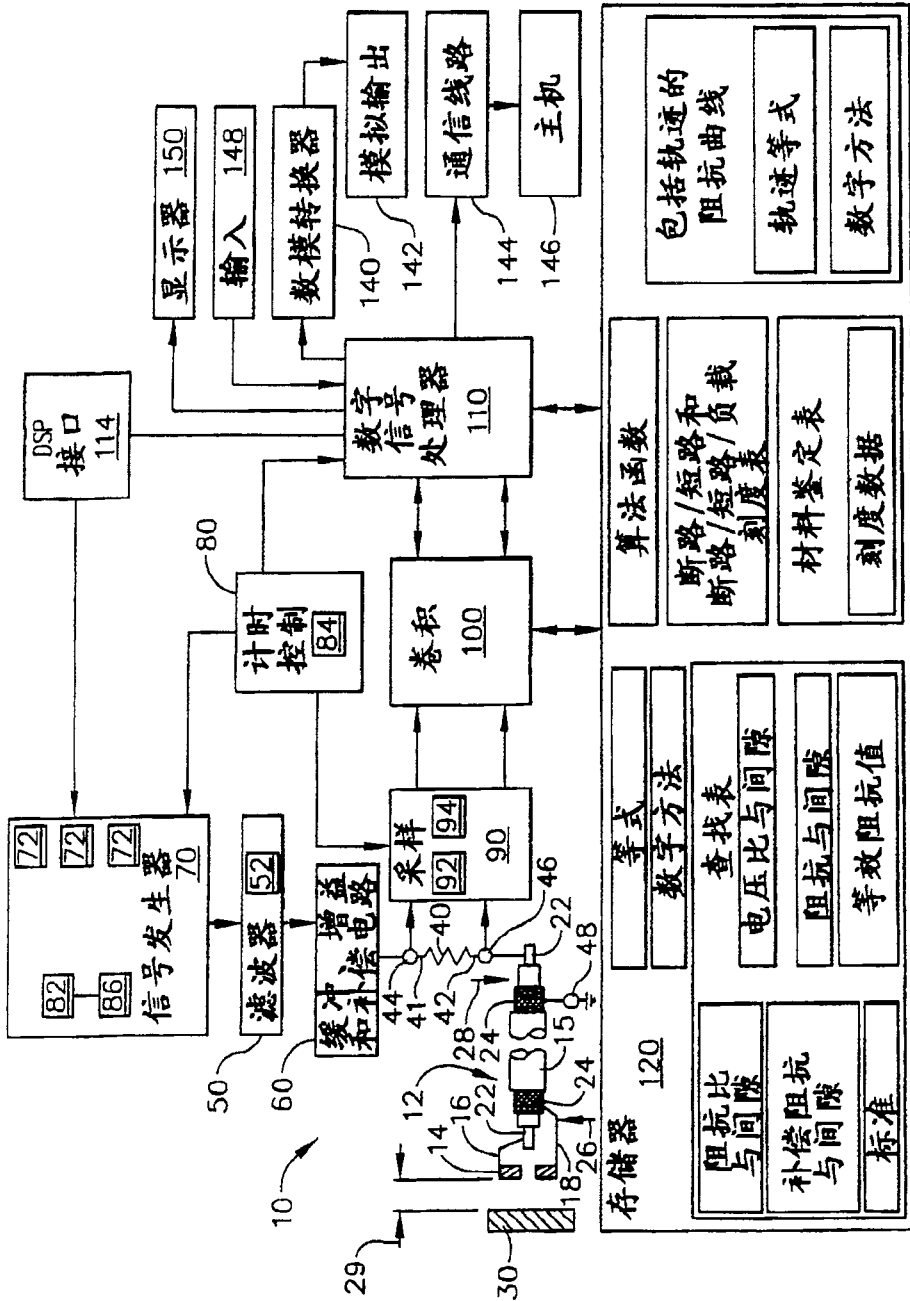 10
29
30
12
14
16
18
22
24
26
15
28
24
22
48
信号发生器
70
72
72
72
82
86
滤波器
52
50
缓冲增益
和补偿电路
60
44
41
40
42
46
计时
控制
84
80
采样
92
94
90
卷积
100
DSP
接口
114
数字
信号
处理器
110
显示器
150
输入
148
数模转换器
140
模拟输出
142
通信线路
144
主机
146
存储器
120
阻抗比
与间隙
补偿阻抗
与间隙
标准
等式
数字方法
查找表
电压比与间隙
阻抗与间隙
等效阻抗值
算法函数
断路/短路和
断路/短路/负载
刻度表
材料鉴定表
刻度数据
包括轨迹的
阻抗曲线
轨迹等式
数字方法